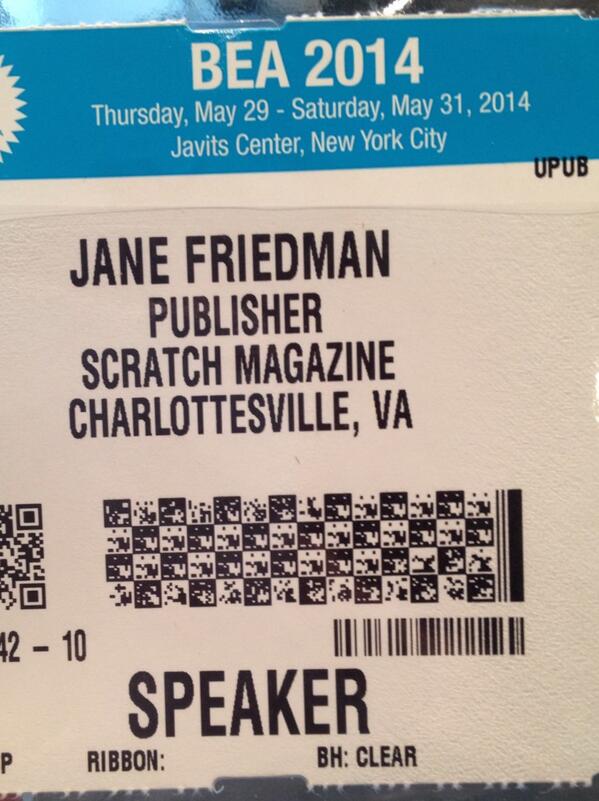 BEA 2014
Thursday, May 29 - Saturday, May 31, 2014
Javits Center, New York City
UPUB
JANE FRIEDMAN
PUBLISHER
SCRATCH MAGAZINE
CHARLOTTESVILLE, VA
42 - 10
SPEAKER
P RIBBON: BH: CLEAR